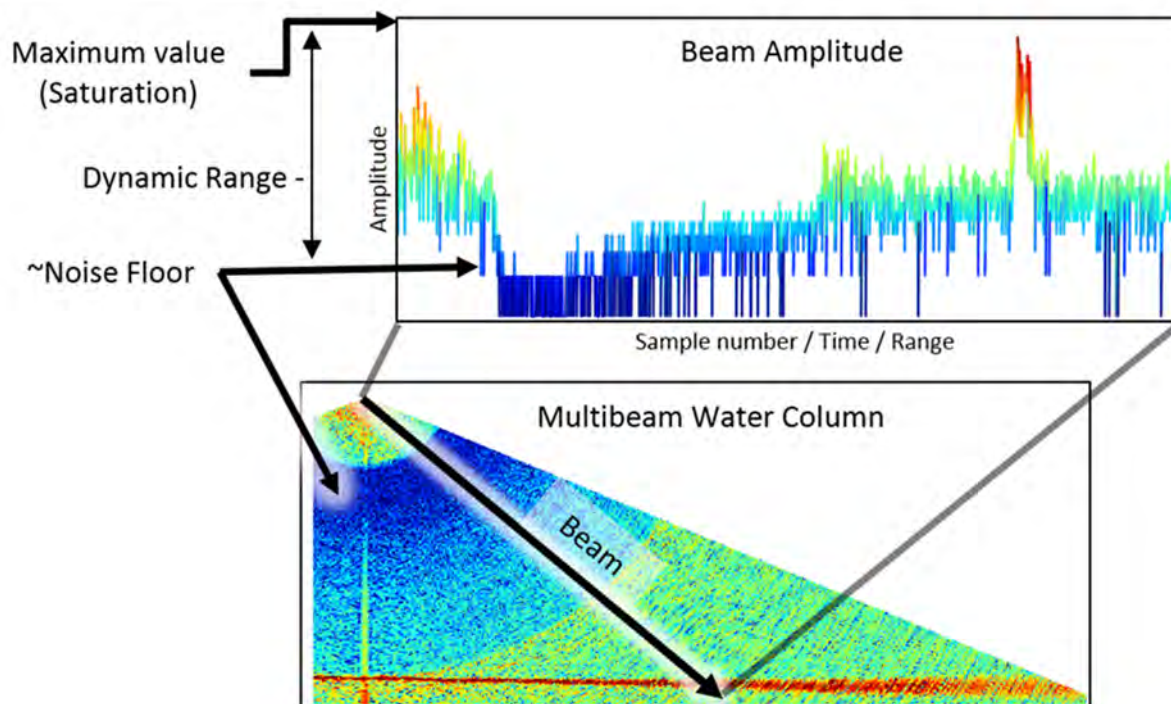 Maximum value
(Saturation)
Beam Amplitude
Dynamic Range -
Amplitude
~Noise Floor
Sample number / Time / Range
Multibeam Water Column
Beam